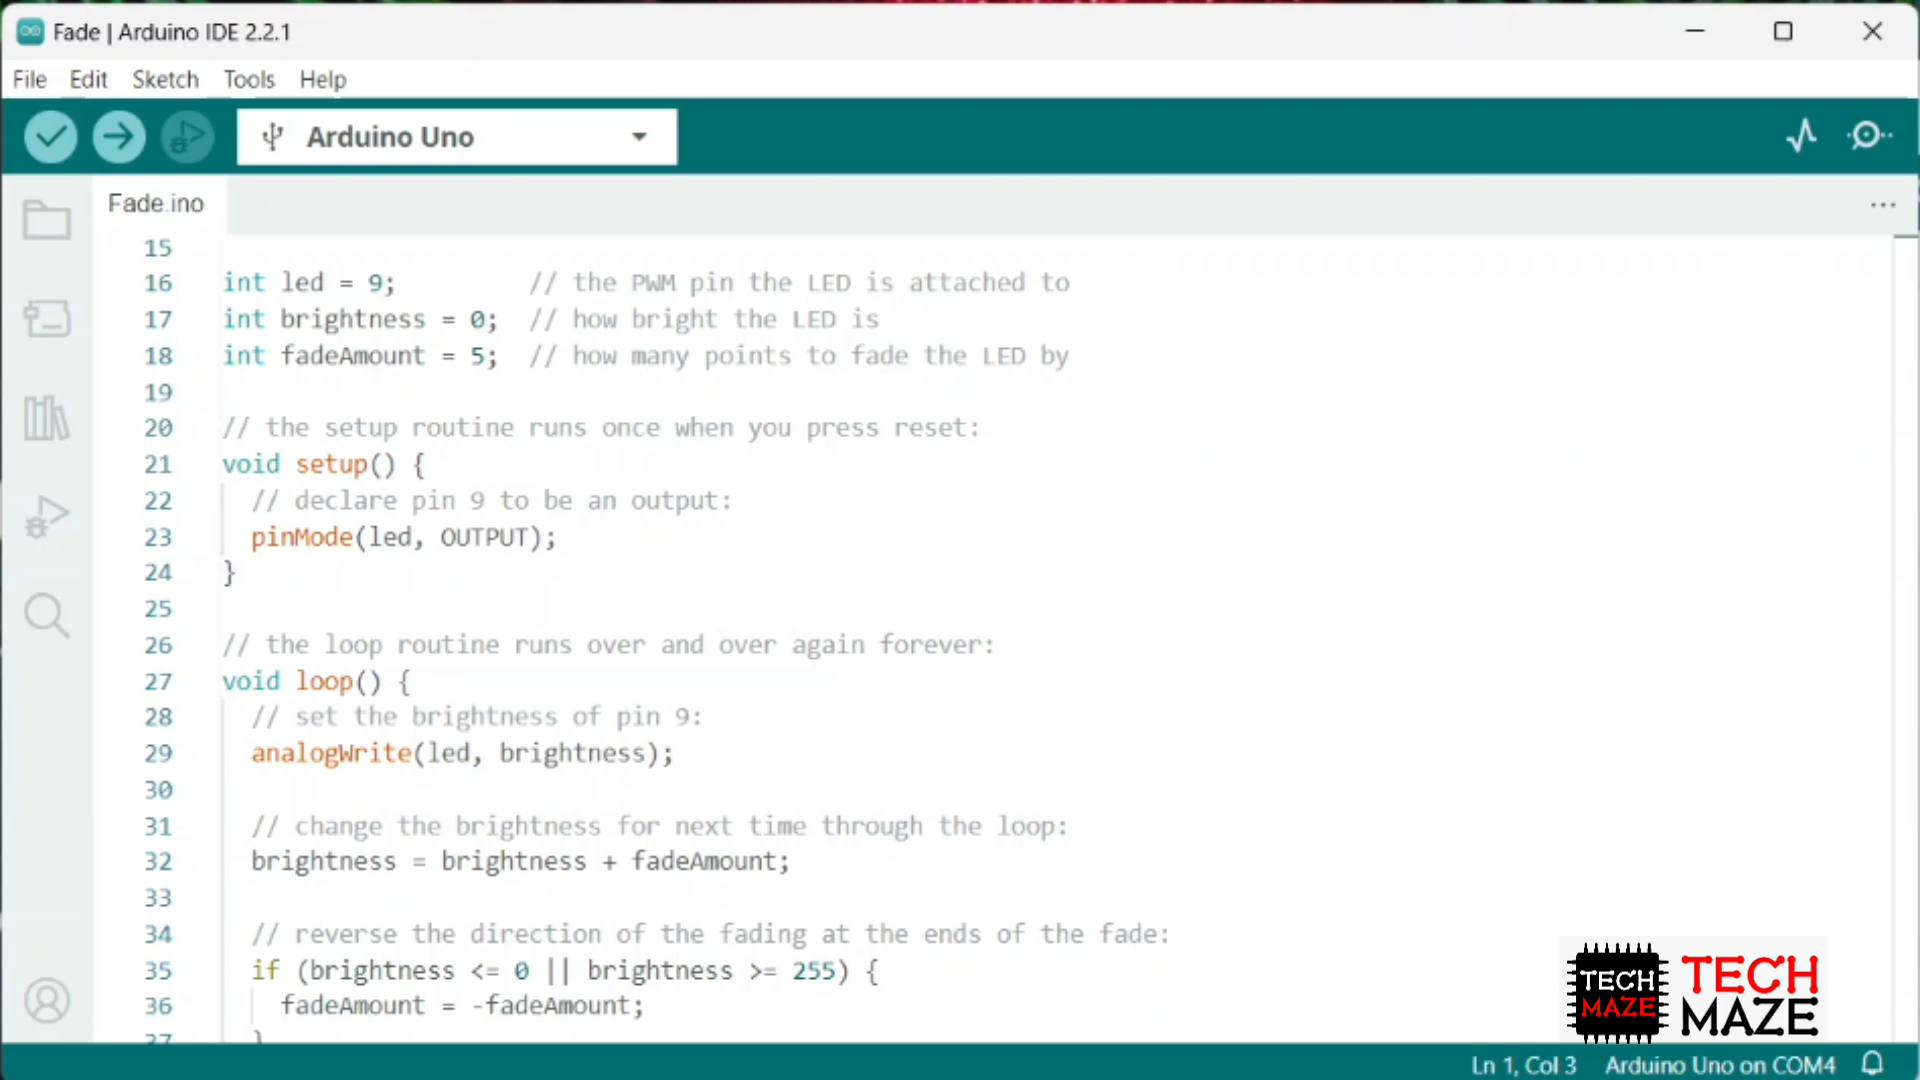 Fade | Arduino IDE 2.2.1
File Edit Sketch Tools Help
Arduino Uno
Fade.ino
15
16 int led = 9;         // the PWM pin the LED is attached to
17 int brightness = 0;  // how bright the LED is
18 int fadeAmount = 5;  // how many points to fade the LED by
19
20 // the setup routine runs once when you press reset:
21 void setup() {
22   // declare pin 9 to be an output:
23   pinMode(led, OUTPUT);
24 }
25
26 // the loop routine runs over and over again forever:
27 void loop() {
28   // set the brightness of pin 9:
29   analogWrite(led, brightness);
30
31   // change the brightness for next time through the loop:
32   brightness = brightness + fadeAmount;
33
34   // reverse the direction of the fading at the ends of the fade:
35   if (brightness <= 0 || brightness >= 255) {
36     fadeAmount = -fadeAmount;
37   }
TECH MAZE
TECH MAZE
Ln 1, Col 3 Arduino Uno on COM4